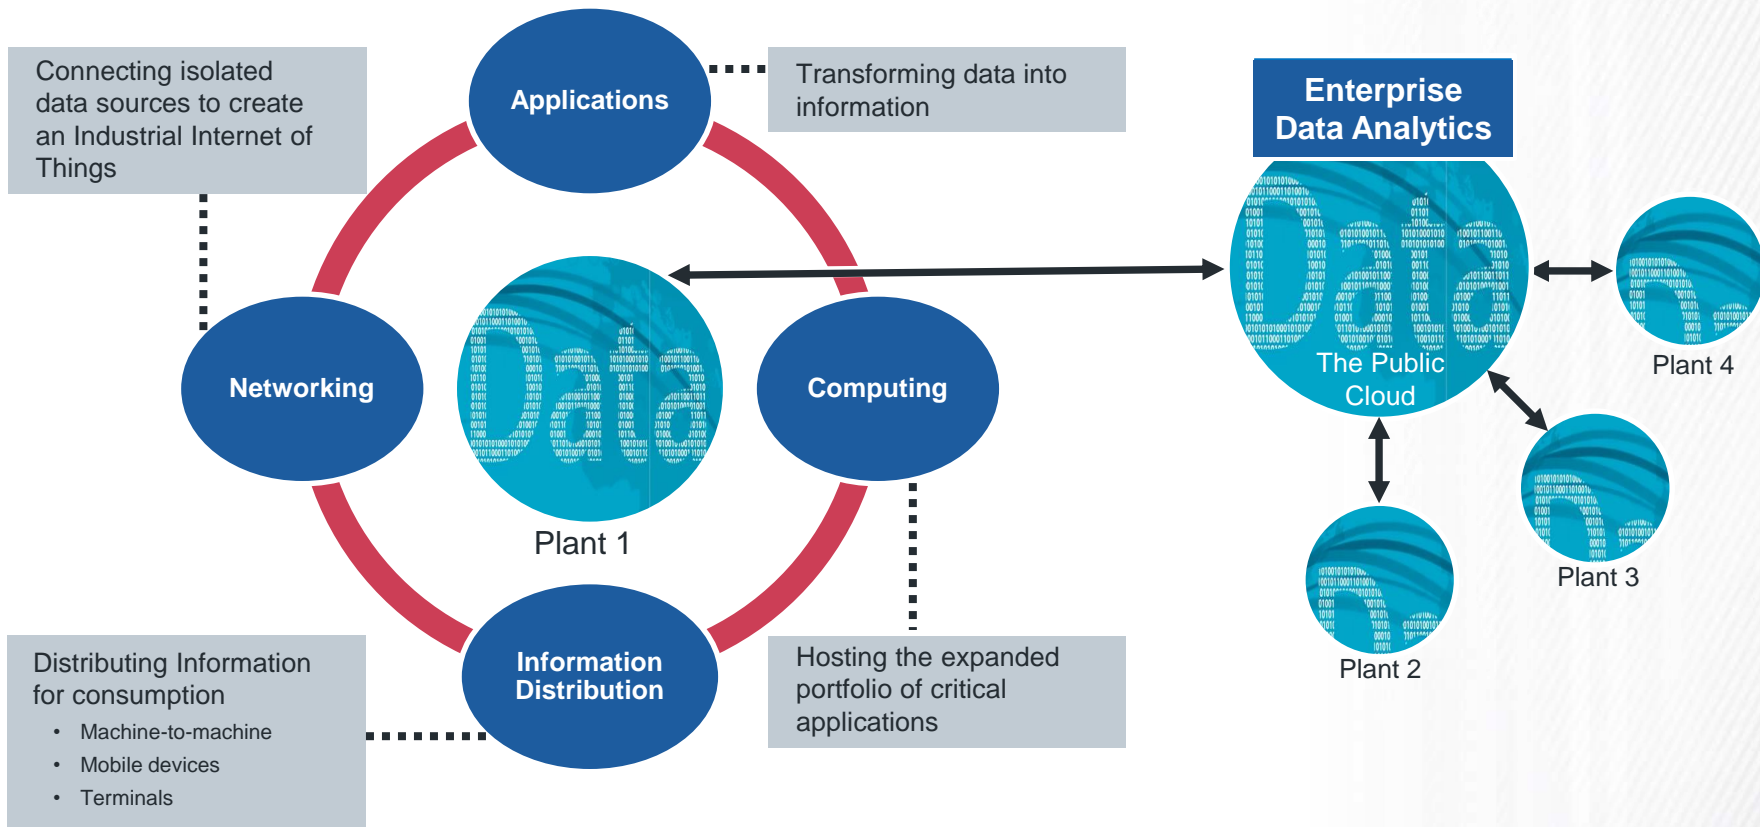 Connecting isolated
data sources to create
an Industrial Internet of
Things
Applications
Transforming data into
information
Networking
Data
Plant 1
Computing
Distributing Information
for consumption
• Machine-to-machine
• Mobile devices
• Terminals
Information
Distribution
Hosting the expanded
portfolio of critical
applications
Enterprise
Data Analytics
Data
The Public
Cloud
Plant 4
Plant 3
Plant 2